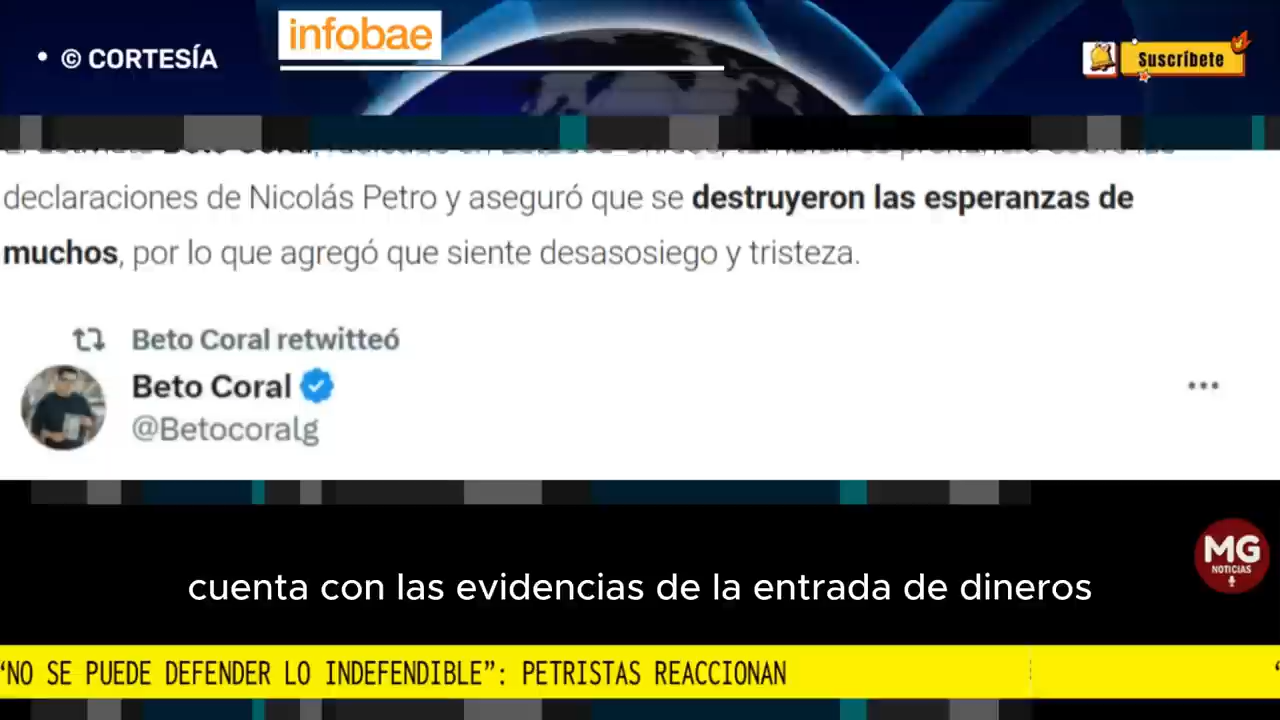 • © CORTESÍA
infobae
Suscríbete
declaraciones de Nicolás Petro y aseguró que se destruyeron las esperanzas de
muchos, por lo que agregó que siente desasosiego y tristeza.
Beto Coral retwitteó
Beto Coral
@Betocoralg
...
MG
NOTICIAS
cuenta con las evidencias de la entrada de dineros
“NO SE PUEDE DEFENDER LO INDEFENDIBLE”: PETRISTAS REACCIONAN